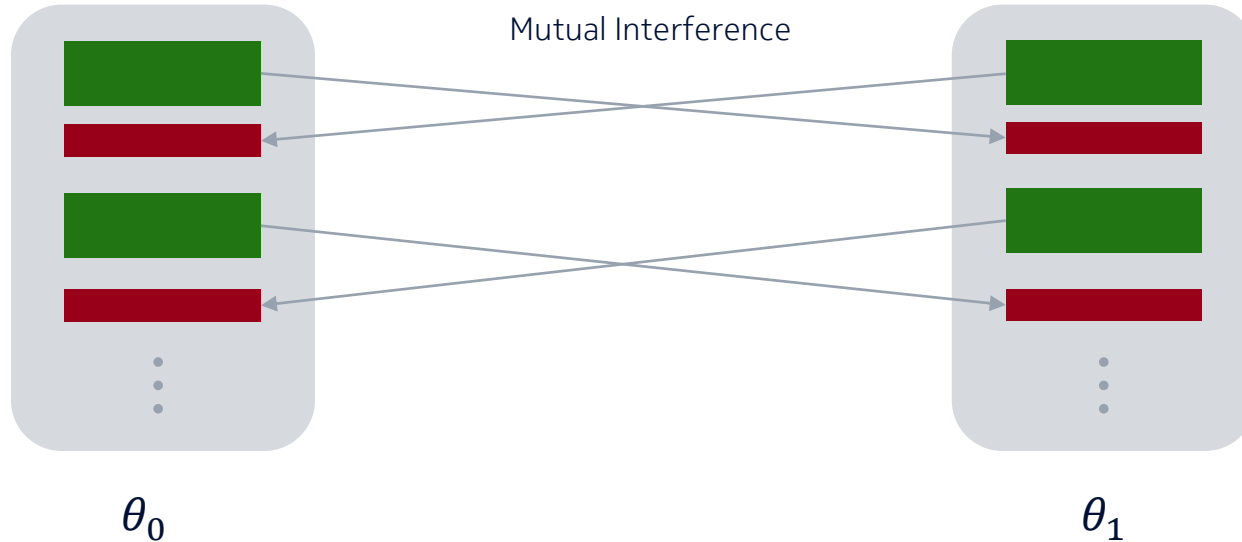 Mutual Interference
θ₀
θ₁